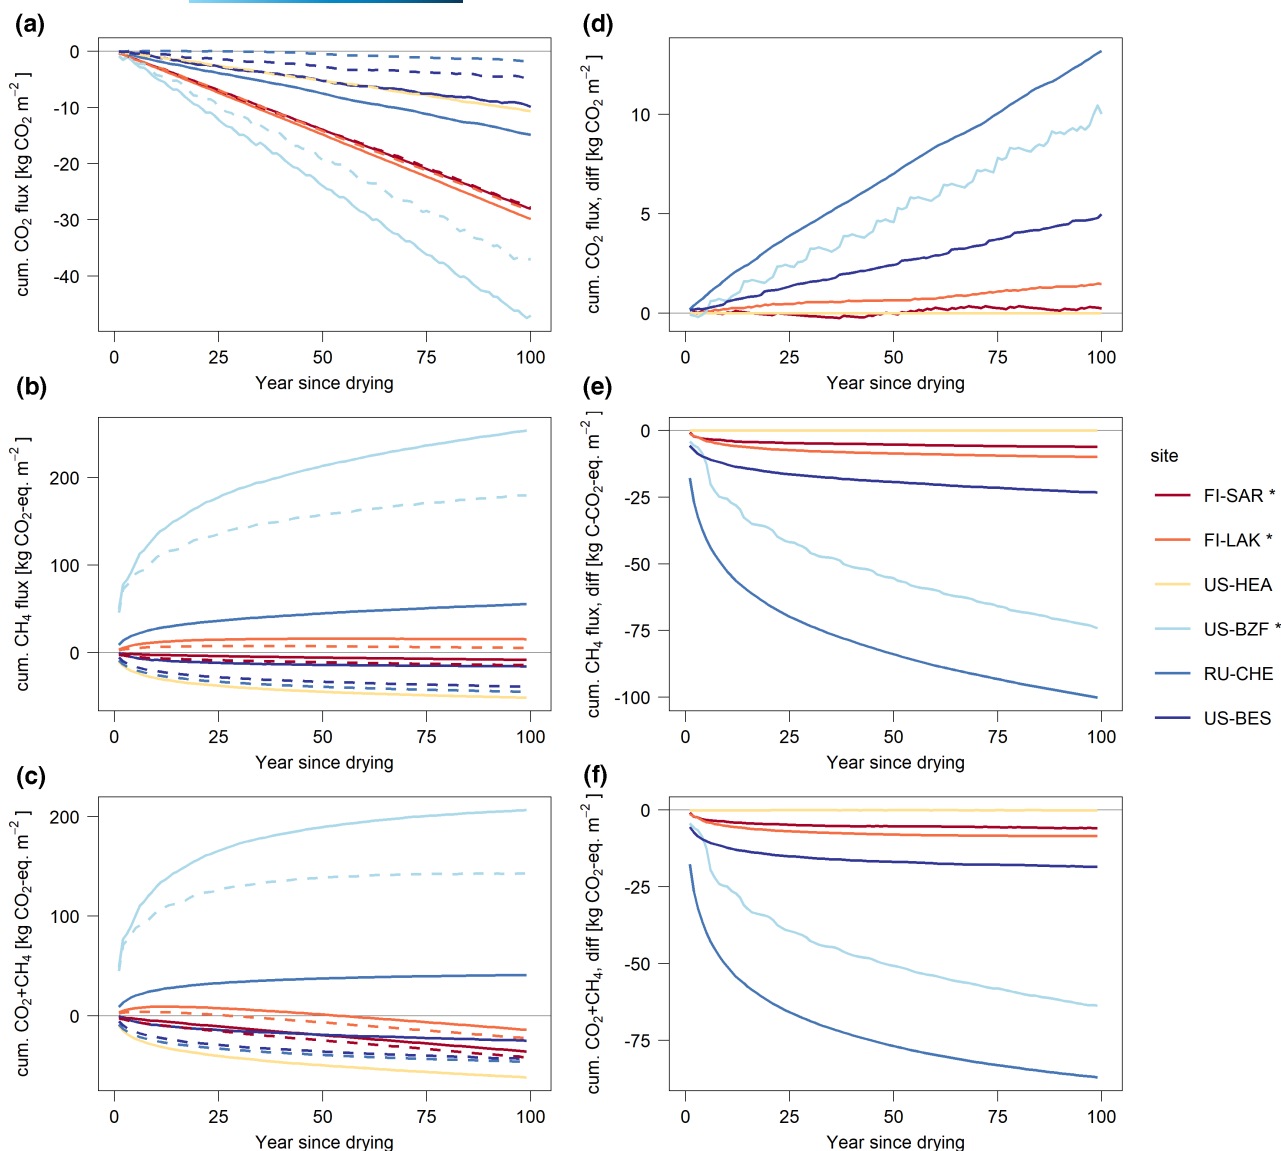 (a)
0
-10
-20
-30
-40
cum. CO2 flux [kg CO2 m−2 ]
0 25 50 75 100
Year since drying
(d)
10
5
0
cum. CO2 flux, diff [kg CO2 m−2 ]
0 25 50 75 100
Year since drying
(b)
200
100
0
cum. CH4 flux [kg CO2-eq. m−2 ]
0 25 50 75 100
Year since drying
(e)
0
-25
-50
-75
-100
cum. CH4 flux, diff [kg C-CO2-eq. m−2 ]
0 25 50 75 100
Year since drying
(c)
200
100
0
cum. CO2+CH4 [kg CO2-eq. m−2 ]
0 25 50 75 100
Year since drying
(f)
0
-25
-50
-75
cum. CO2+CH4, diff [kg CO2-eq. m−2 ]
0 25 50 75 100
Year since drying
site
FI-SAR *
FI-LAK *
US-HEA
US-BZF *
RU-CHE
US-BES